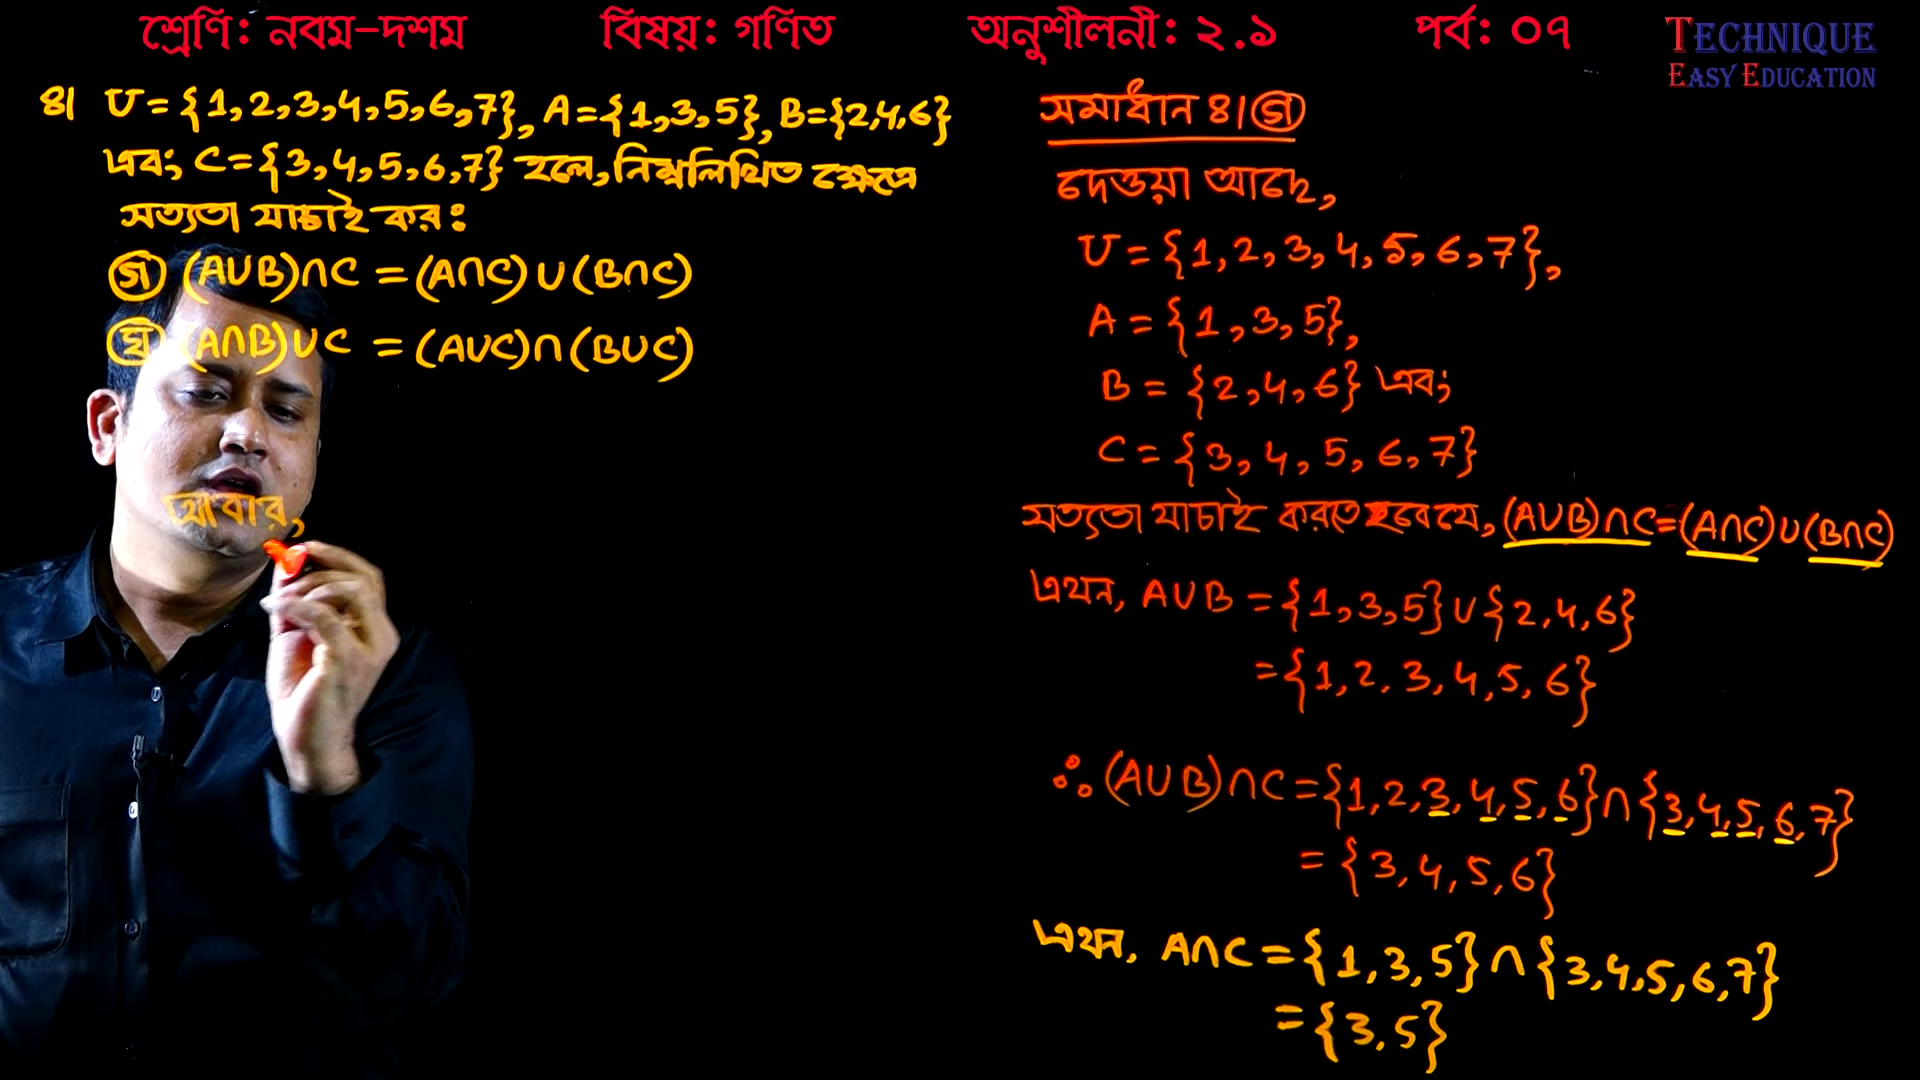 শ্রেণি: নবম-দশম বিষয়: গণিত অনুশীলনী: ২.১ পর্ব: ০৭
TECHNIQUE
EASY EDUCATION
৪। U={1,2,3,4,5,6,7}, A={1,3,5}, B={2,4,6}
এবং C={3,4,5,6,7} হলে, নিম্নলিখিত ক্ষেত্রে
সত্যতা যাচাই কর:
গ (A∪B)∩C = (A∩C)∪(B∩C)
ঘ (A∩B)∪C = (A∪C)∩(B∪C)
আবার,
সমাধান ৪। গ
দেওয়া আছে,
U={1,2,3,4,5,6,7},
A={1,3,5},
B={2,4,6} এবং
C={3,4,5,6,7}
সত্যতা যাচাই করতে হবে যে, (A∪B)∩C=(A∩C)∪(B∩C)
এখন, A∪B = {1,3,5}∪{2,4,6}
={1,2,3,4,5,6}
∴ (A∪B)∩C={1,2,3,4,5,6}∩{3,4,5,6,7}
={3,4,5,6}
এখন, A∩C={1,3,5}∩{3,4,5,6,7}
={3,5}